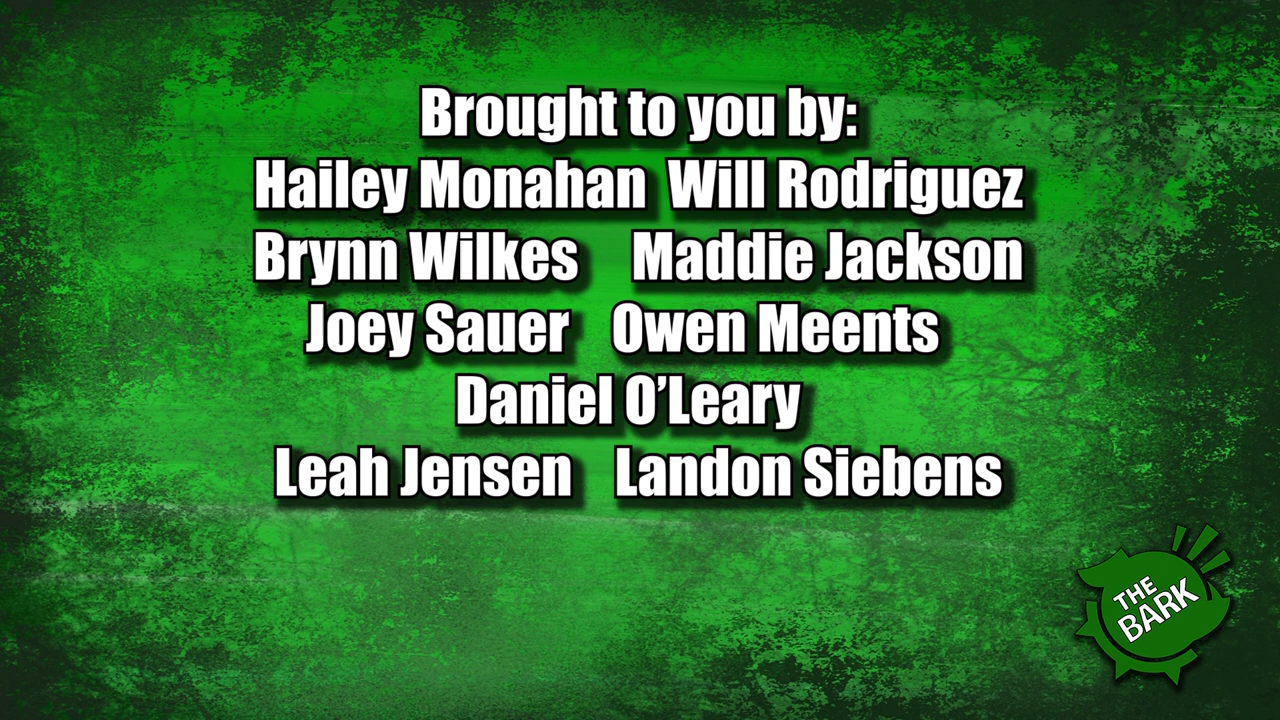 Brought to you by:
Hailey Monahan Will Rodriguez
Brynn Wilkes Maddie Jackson
Joey Sauer Owen Meents
Daniel O’Leary
Leah Jensen Landon Siebens
THE
BARK